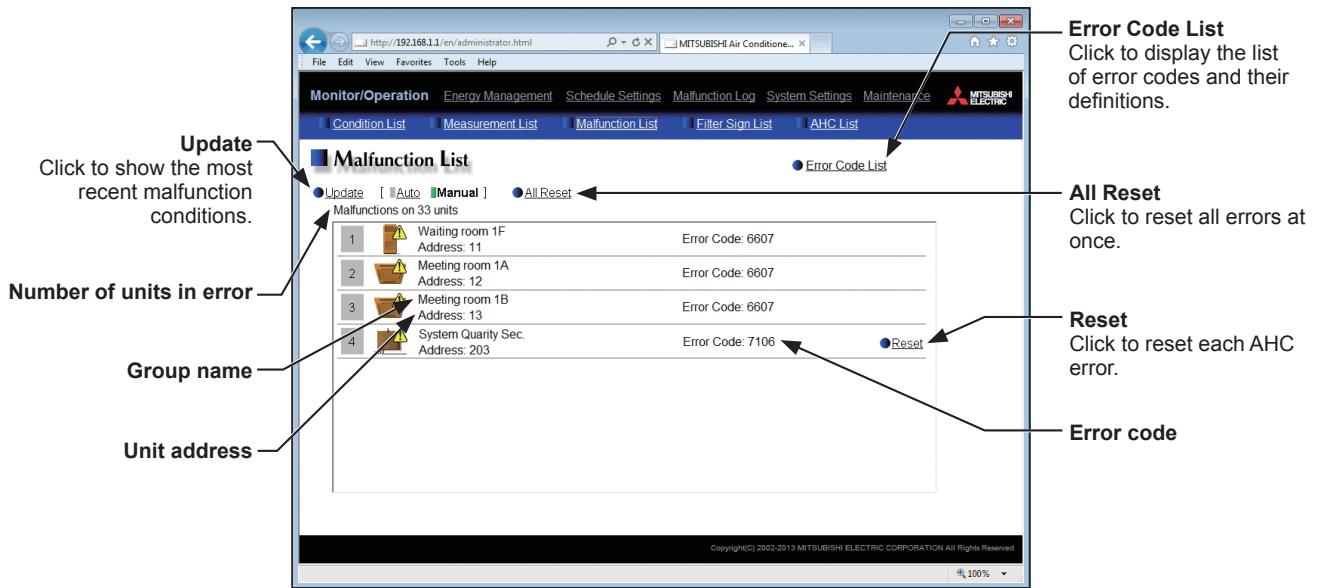 http://192.168.1.1/en/administrator.html
MITSUBISHI Air Conditione...
File Edit View Favorites Tools Help
Monitor/Operation Energy Management Schedule Settings Malfunction Log System Settings Maintenance
MITSUBISHI
ELECTRIC
Condition List Measurement List Malfunction List Filter Sign List AHC List
Malfunction List
Error Code List
Update [ Auto Manual ] All Reset
Malfunctions on 33 units
1 Waiting room 1F
Address: 11
Error Code: 6607
2 Meeting room 1A
Address: 12
Error Code: 6607
3 Meeting room 1B
Address: 13
Error Code: 6607
4 System Quarity Sec.
Address: 203
Error Code: 7106
Reset
Copyright(C) 2002-2013 MITSUBISHI ELECTRIC CORPORATION All Rights Reserved
100%
Update
Click to show the most
recent malfunction
conditions.
Number of units in error
Group name
Unit address
Error Code List
Click to display the list
of error codes and their
definitions.
All Reset
Click to reset all errors at
once.
Reset
Click to reset each AHC
error.
Error code